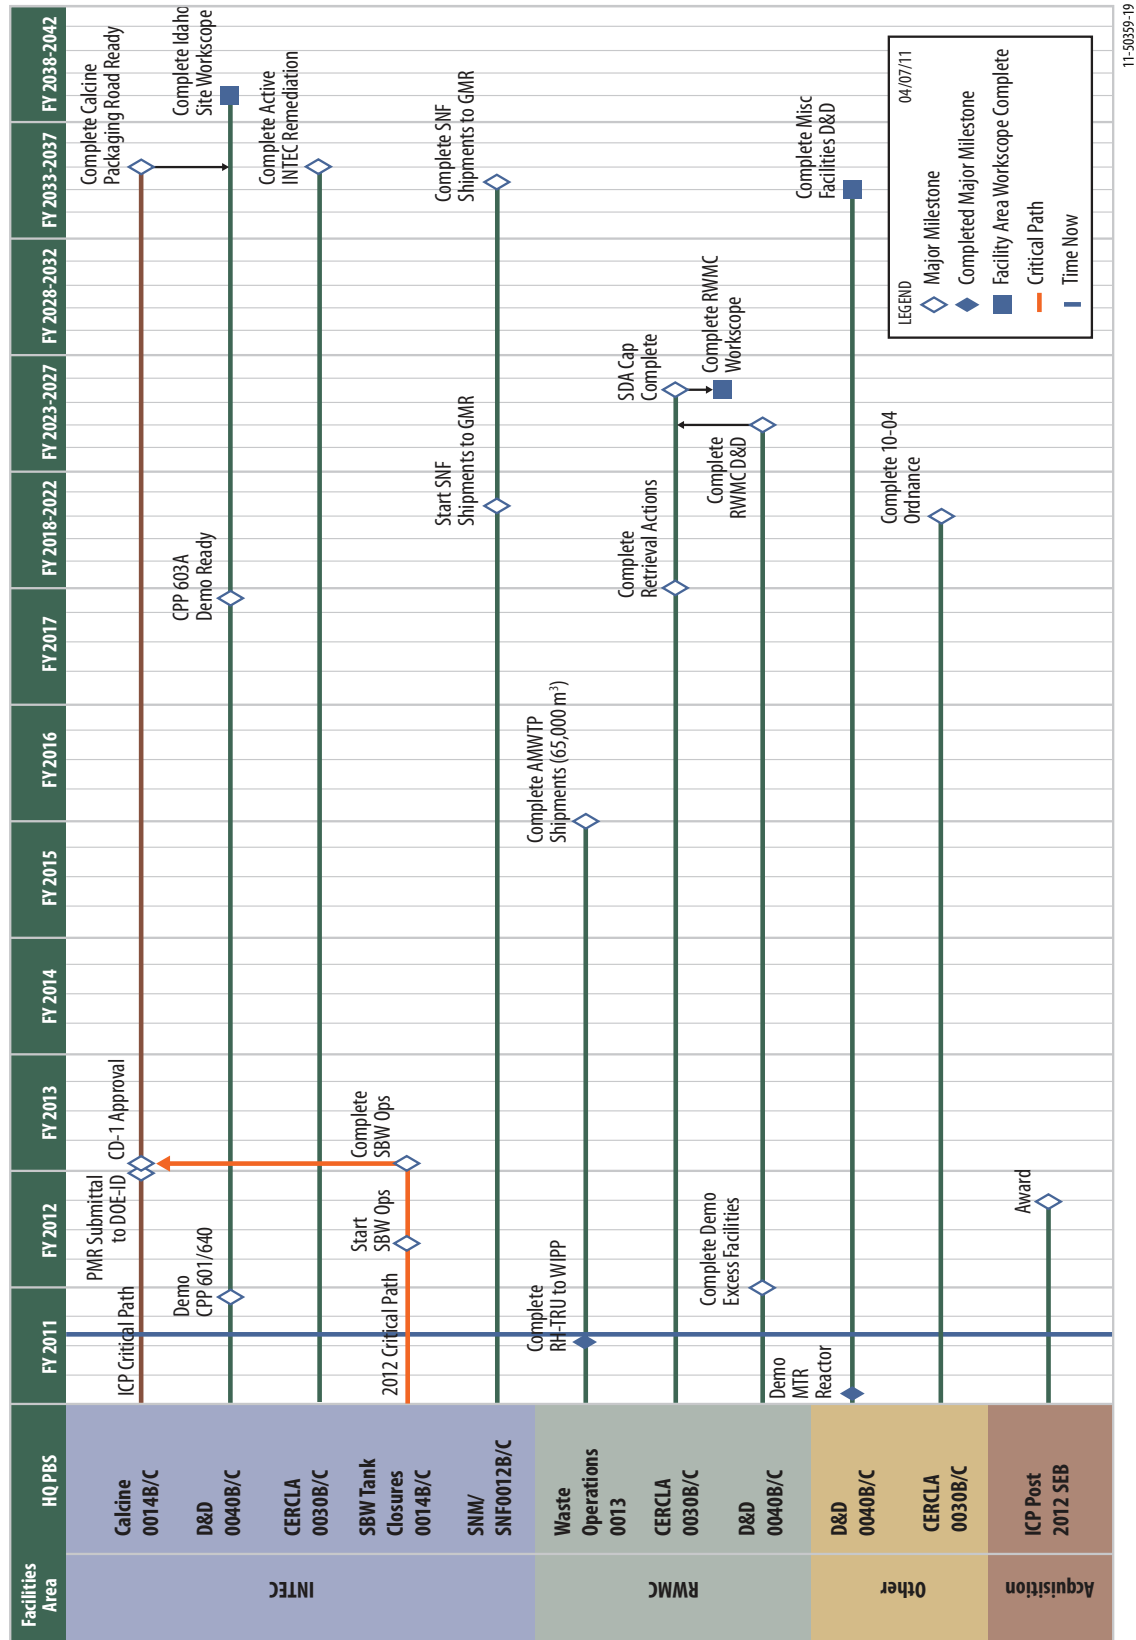 Facilities
Area
HQ PBS
FY 2011
FY 2012
FY 2013
FY 2014
FY 2015
FY 2016
FY 2017
FY 2018-2022
FY 2023-2027
FY 2028-2032
FY 2033-2037
FY 2038-2042
INTEC
Calcine
0014B/C
ICP Critical Path
PMR Submittal
to DOE-ID
CD-1 Approval
Complete Calcine
Packaging Road Ready
D&D
0040B/C
Demo
CPP 601/640
CPP 603A
Demo Ready
Complete Idaho
Site Workscope
CERCLA
0030B/C
Complete Active
INTEC Remediation
SBW Tank
Closures
0014B/C
2012 Critical Path
Start
SBW Ops
Complete
SBW Ops
SNM/
SNF0012B/C
Start SNF
Shipments to GMR
Complete SNF
Shipments to GMR
RWMC
Waste
Operations
0013
Complete
RH-TRU to WIPP
Complete AMWTP
Shipments (65,000 m³)
CERCLA
0030B/C
Complete
Retrieval Actions
SDA Cap
Complete
Complete RWMC
Workscope
D&D
0040B/C
Complete Demo
Excess Facilities
Complete
RWMC D&D
Other
D&D
0040B/C
Demo
MTR
Reactor
Complete Misc
Facilities D&D
CERCLA
0030B/C
Complete 10-04
Ordnance
Acquisition
ICP Post
2012 SEB
Award
LEGEND
04/07/11
Major Milestone
Completed Major Milestone
Facility Area Workscope Complete
Critical Path
Time Now
11-50359-19